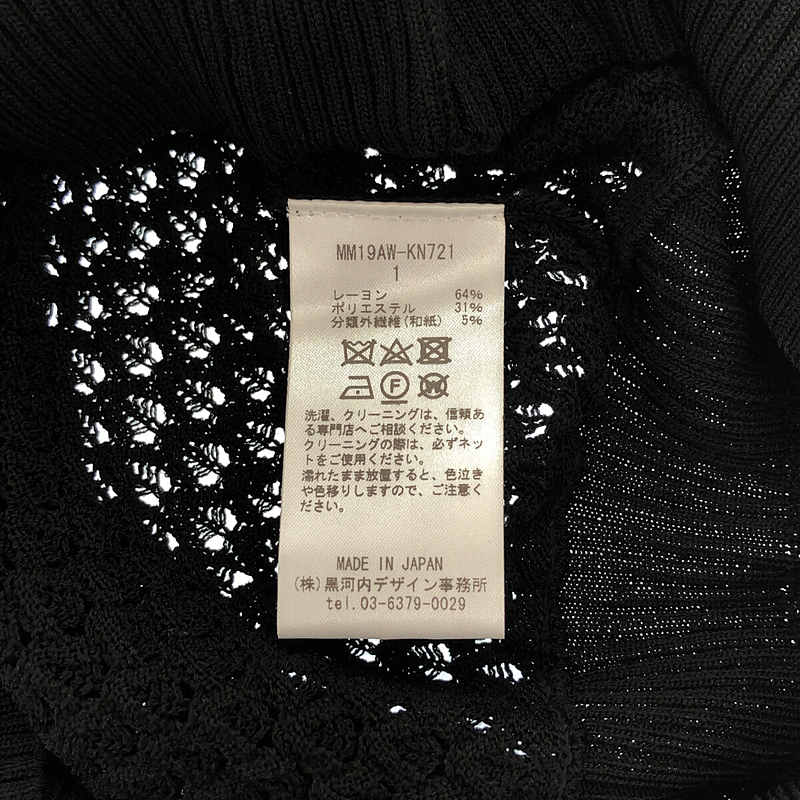 MM19AW-KN721
1
レーヨン 64%
ポリエステル 31%
分類外繊維(和紙) 5%
F W
洗濯、クリーニングは、信頼あ
る専門店へご相談ください。
クリーニングの際は、必ずネッ
トをご使用ください。
濡れたまま放置すると、色泣き
や色移りしますので、ご注意く
ださい。
MADE IN JAPAN
(株)黒河内デザイン事務所
tel.03-6379-0029